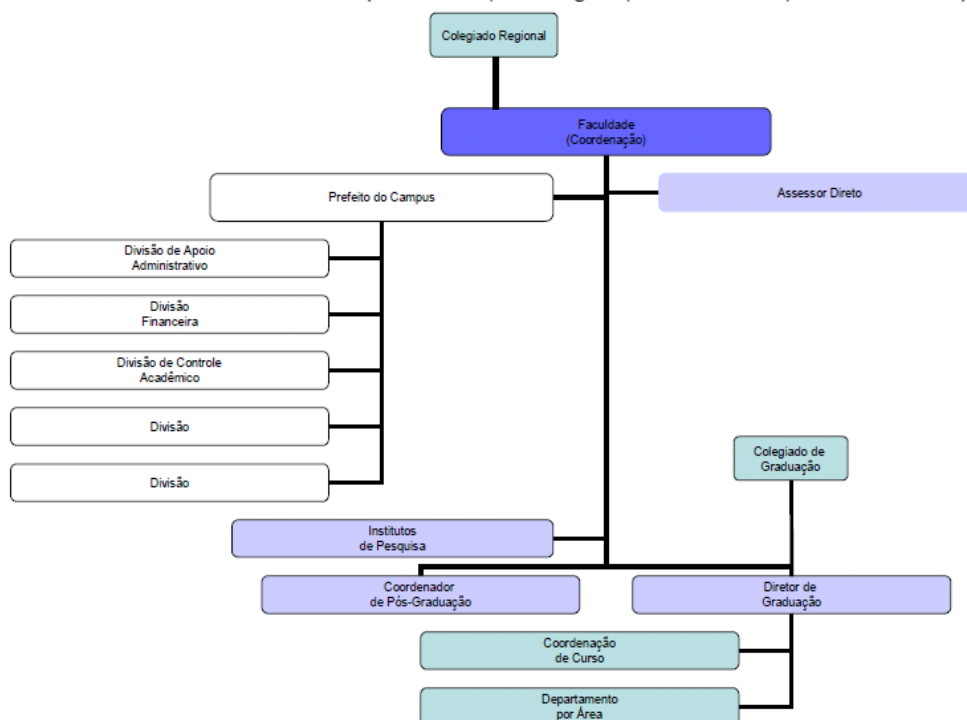 Colegiado Regional
Faculdade
(Coordenação)
Prefeito do Campus
Assessor Direto
Divisão de Apoio
Administrativo
Divisão
Financeira
Divisão de Controle
Acadêmico
Divisão
Divisão
Colegiado de
Graduação
Institutos
de Pesquisa
Coordenador
de Pós-Graduação
Diretor de
Graduação
Coordenação
de Curso
Departamento
por Área